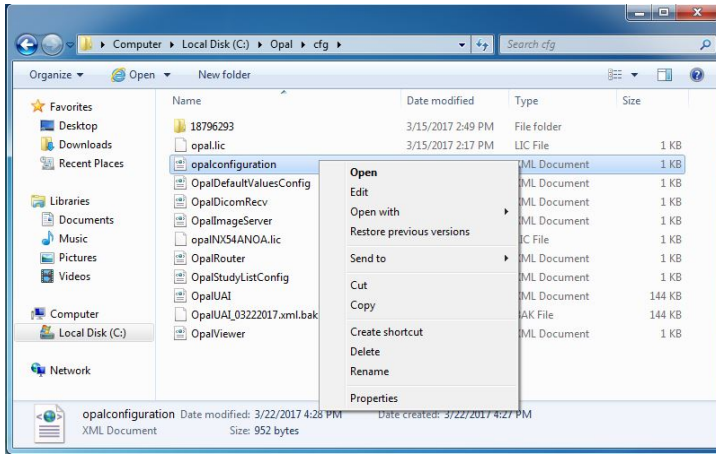 Computer ▸ Local Disk (C:) ▸ Opal ▸ cfg ▸ Search cfg
Organize Open New folder
Name Date modified Type Size
Favorites
Desktop
Downloads
Recent Places
Libraries
Documents
Music
Pictures
Videos
Computer
Local Disk (C:)
Network
18796293 3/15/2017 2:49 PM File folder
opal.lic 3/15/2017 2:17 PM LIC File 1 KB
opalconfiguration XML Document 1 KB
OpalDefaultValuesConfig XML Document 1 KB
OpalDicomRecv XML Document 1 KB
OpalImageServer XML Document 1 KB
opalNX54ANOA.lic LIC File 1 KB
OpalRouter XML Document 1 KB
OpalStudyListConfig XML Document 1 KB
OpalUAI XML Document 144 KB
OpalUAI_03222017.xml.bak BAK File 144 KB
OpalViewer XML Document 1 KB
Open
Edit
Open with
Restore previous versions
Send to
Cut
Copy
Create shortcut
Delete
Rename
Properties
opalconfiguration Date modified: 3/22/2017 4:28 PM Date created: 3/22/2017 4:27 PM
XML Document Size: 952 bytes